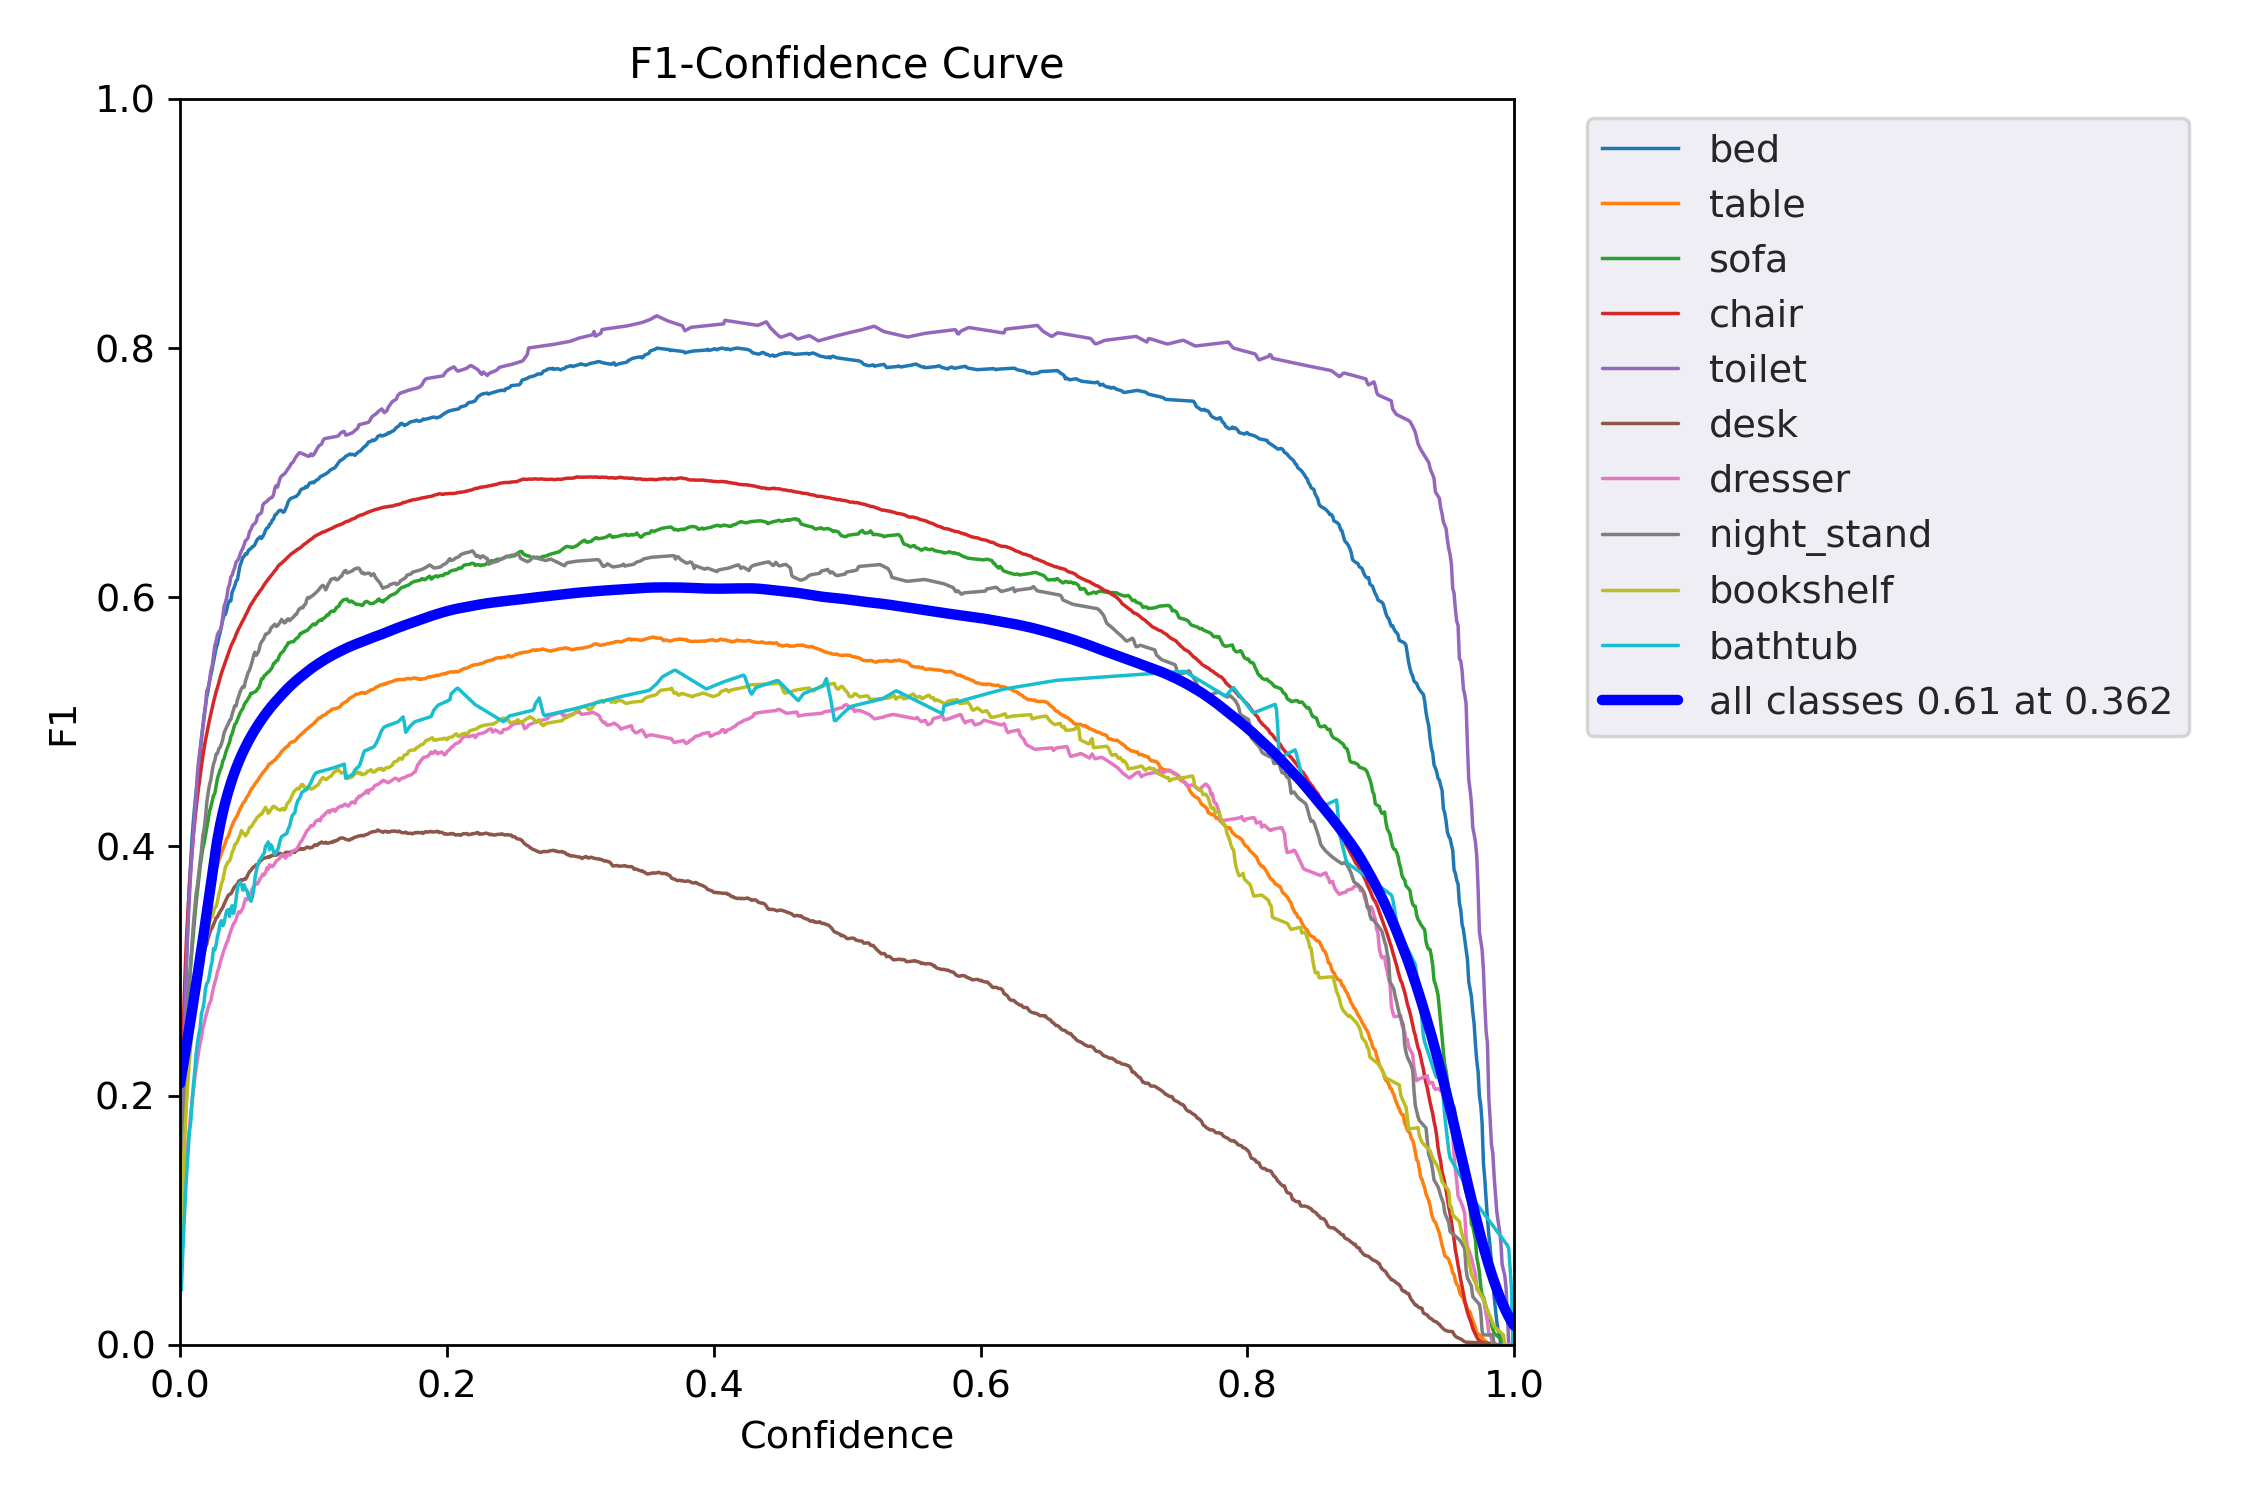 F1-Confidence Curve
1.0
0.8
0.6
0.4
0.2
0.0
F1
0.0 0.2 0.4 0.6 0.8 1.0
Confidence
bed
table
sofa
chair
toilet
desk
dresser
night_stand
bookshelf
bathtub
all classes 0.61 at 0.362